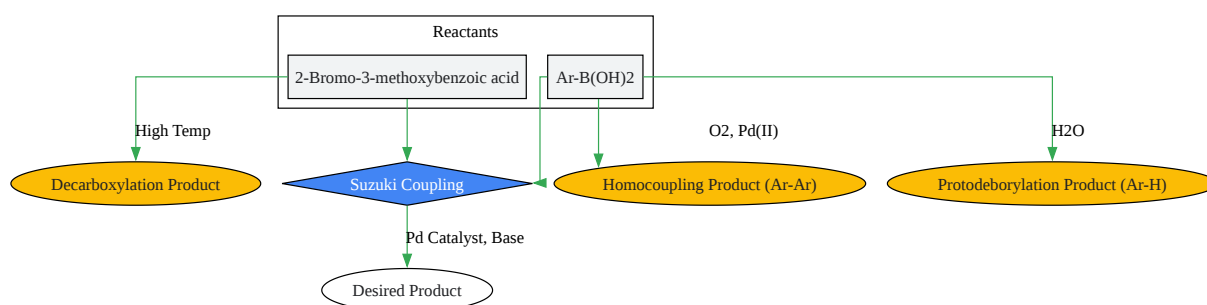 Reactants
2-Bromo-3-methoxybenzoic acid
Ar-B(OH)2
High Temp
O2, Pd(II)
H2O
Decarboxylation Product
Suzuki Coupling
Homocoupling Product (Ar-Ar)
Protodeborylation Product (Ar-H)
Pd Catalyst, Base
Desired Product